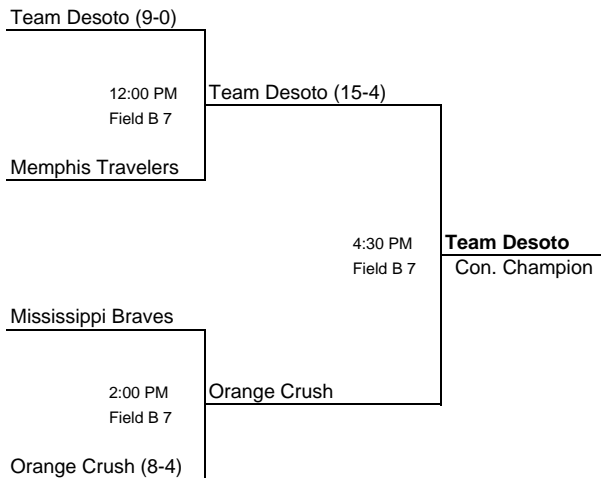 Team Desoto (9-0)
12:00 PM
Team Desoto (15-4)
Field B 7
Memphis Travelers
4:30 PM
Team Desoto
Field B 7
Con. Champion
Mississippi Braves
2:00 PM
Orange Crush
Field B 7
Orange Crush (8-4)